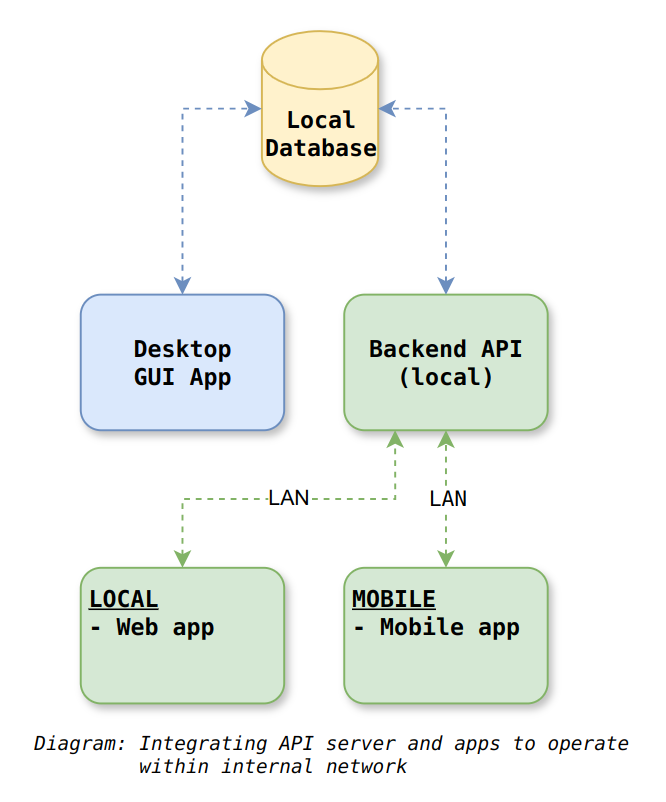 Local
Database
Desktop
GUI App
Backend API
(local)
LAN
LAN
LOCAL
- Web app
MOBILE
- Mobile app
Diagram: Integrating API server and apps to operate
within internal network